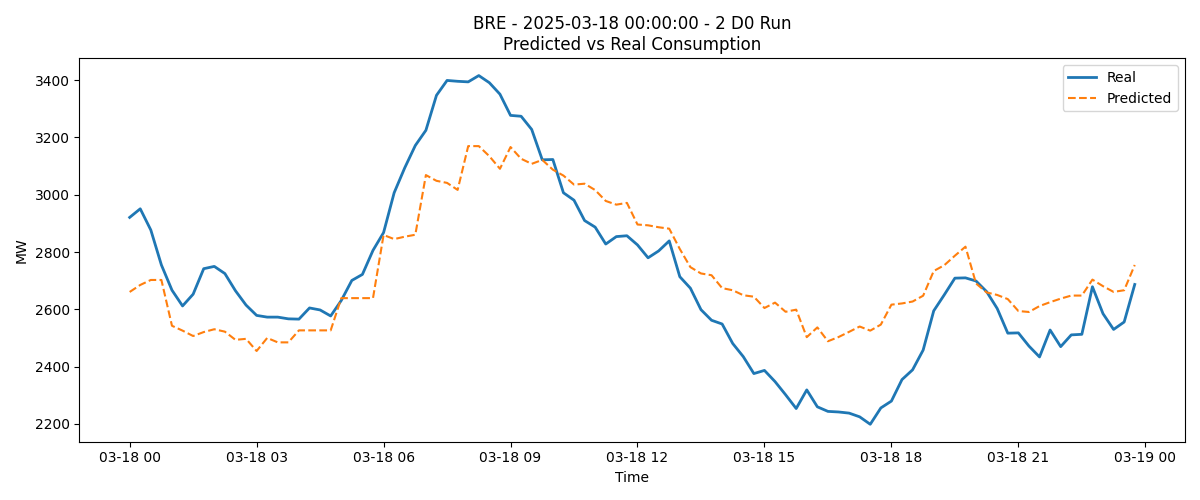 BRE - 2025-03-18 00:00:00 - 2 D0 Run
Predicted vs Real Consumption
Real
Predicted
MW
3400
3200
3000
2800
2600
2400
2200
03-18 00
03-18 03
03-18 06
03-18 09
03-18 12
03-18 15
03-18 18
03-18 21
03-19 00
Time